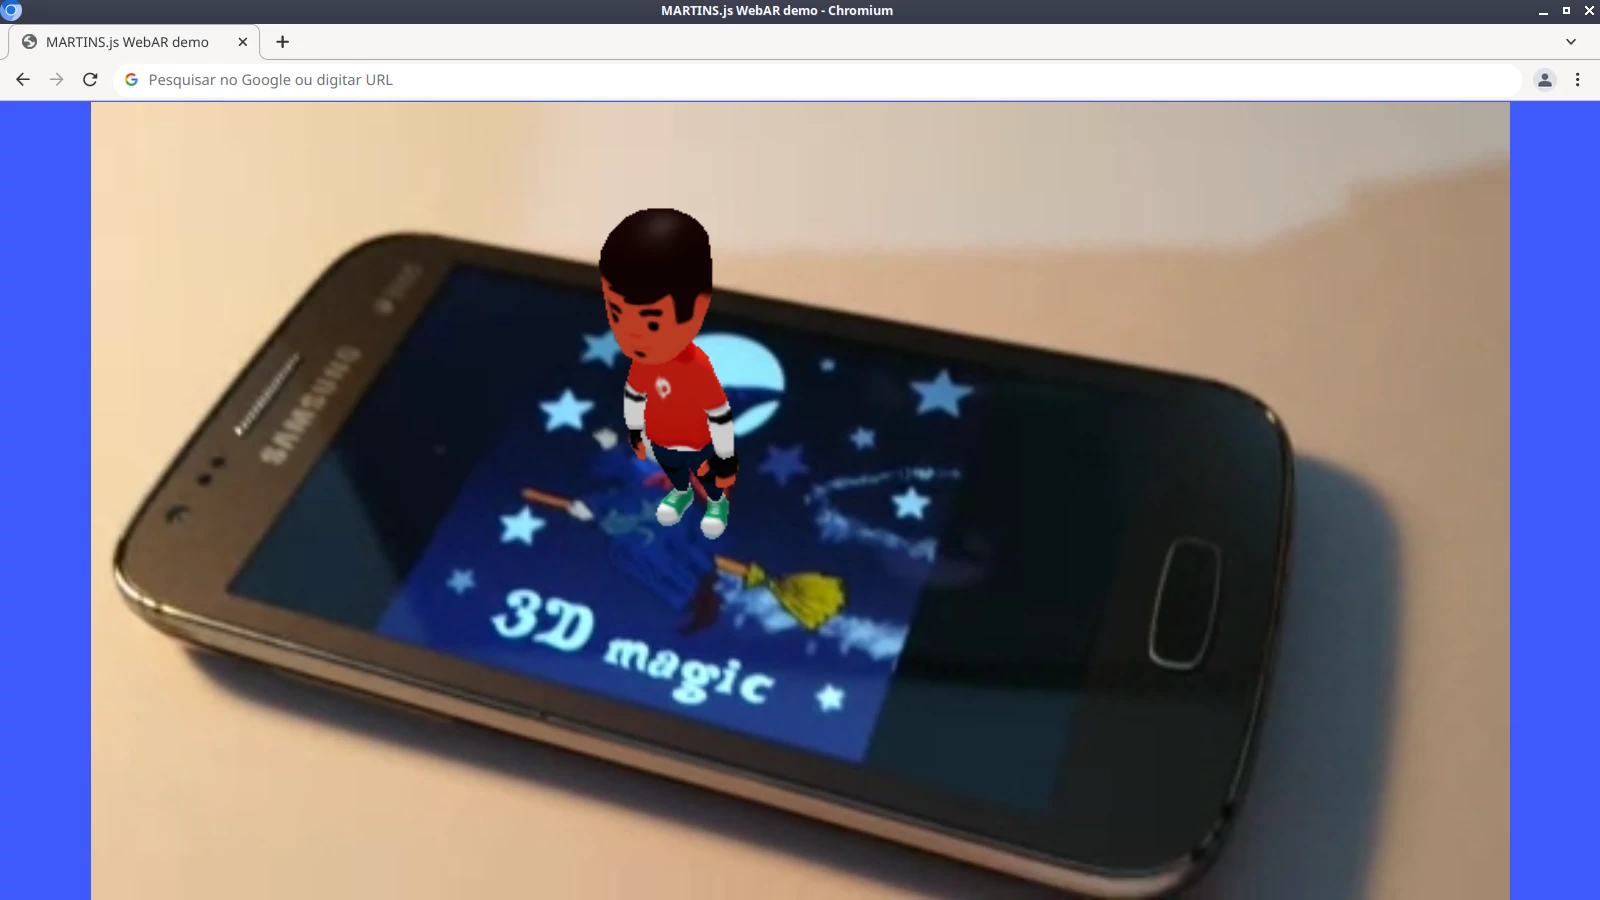 MARTINS.js WebAR demo - Chromium
MARTINS.js WebAR demo
Pesquisar no Google ou digitar URL
SAMSUNG
3D magic